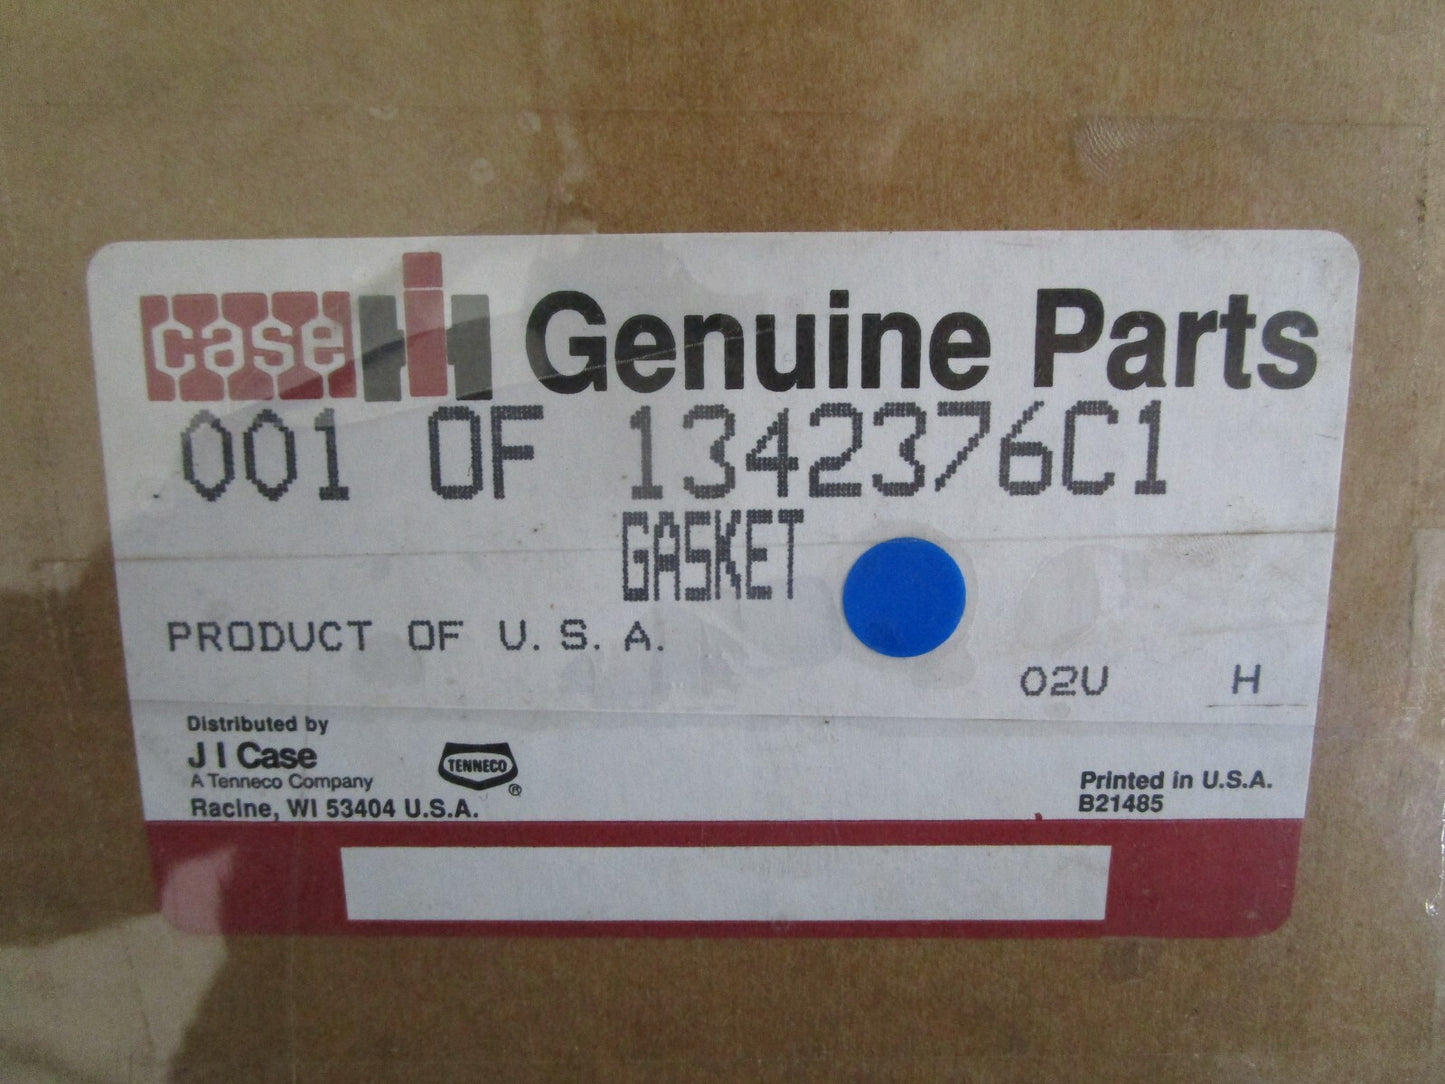 case IH Genuine Parts
001 OF 1342376C1
GASKET
PRODUCT OF U.S.A.
02U H
Distributed by
J I Case
A Tenneco Company
Racine, WI 53404 U.S.A.
TENNECO ®
Printed in U.S.A.
B21485